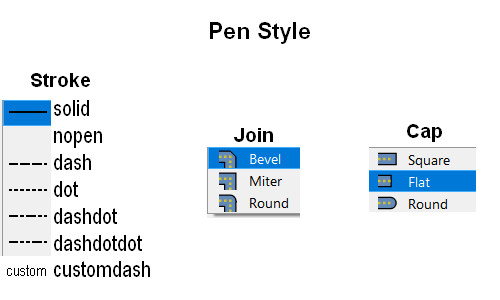 Pen Style
Stroke
solid
nopen
dash
dot
dashdot
dashdotdot
custom customdash
Join
Bevel
Miter
Round
Cap
Square
Flat
Round